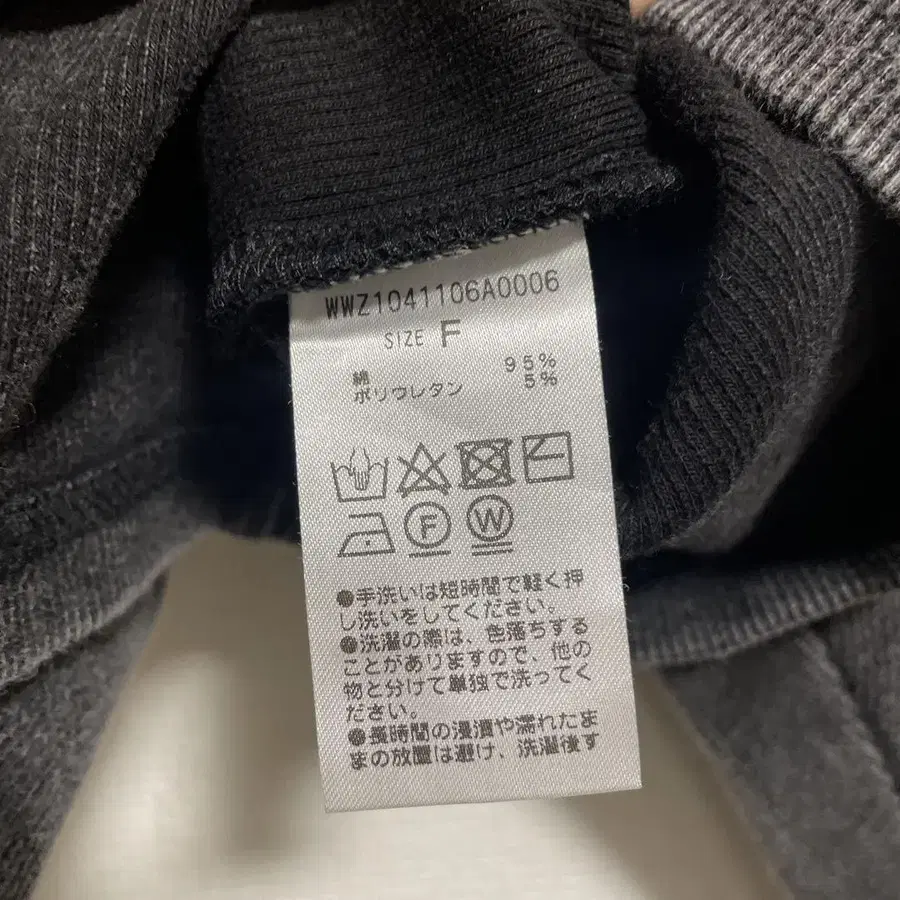 WWZ1041106A0006
SIZE F
綿 95%
ポリウレタン 5%
F W
●手洗いは短時間で軽く押
し洗いをしてください。
●洗濯の際は、色落ちする
ことがありますので、他の
物と分けて単独で洗ってく
ださい。
●長時間の浸漬や濡れたま
まの放置は避け、洗濯後す